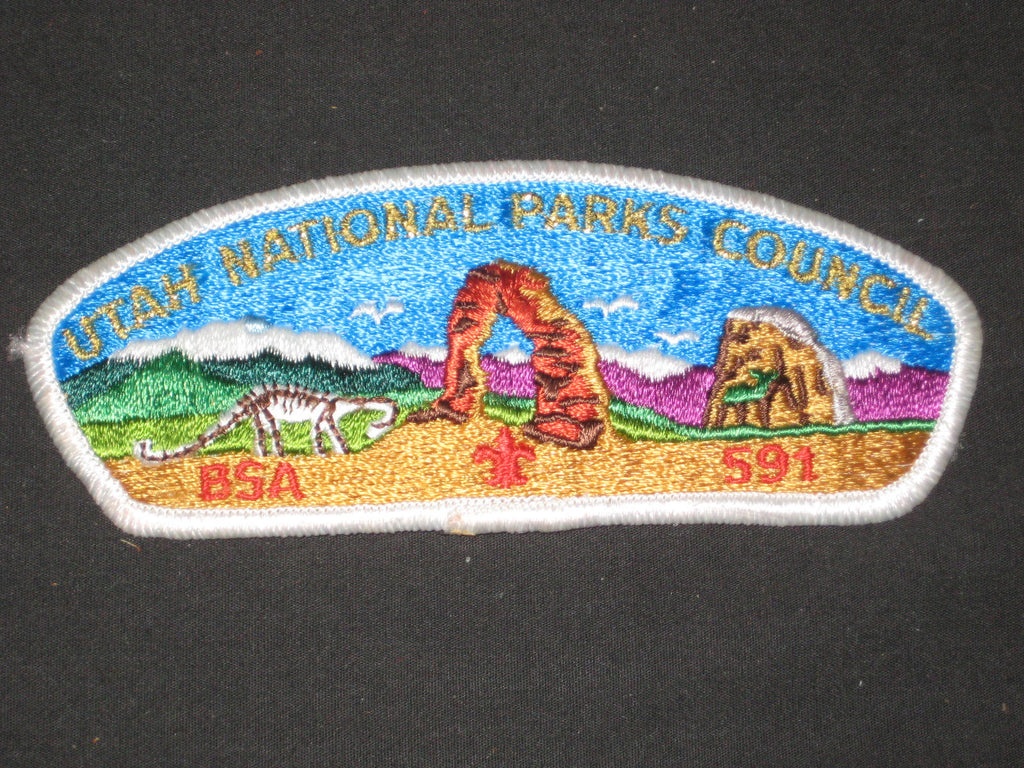 UTAH NATIONAL PARKS COUNCIL
BSA 591